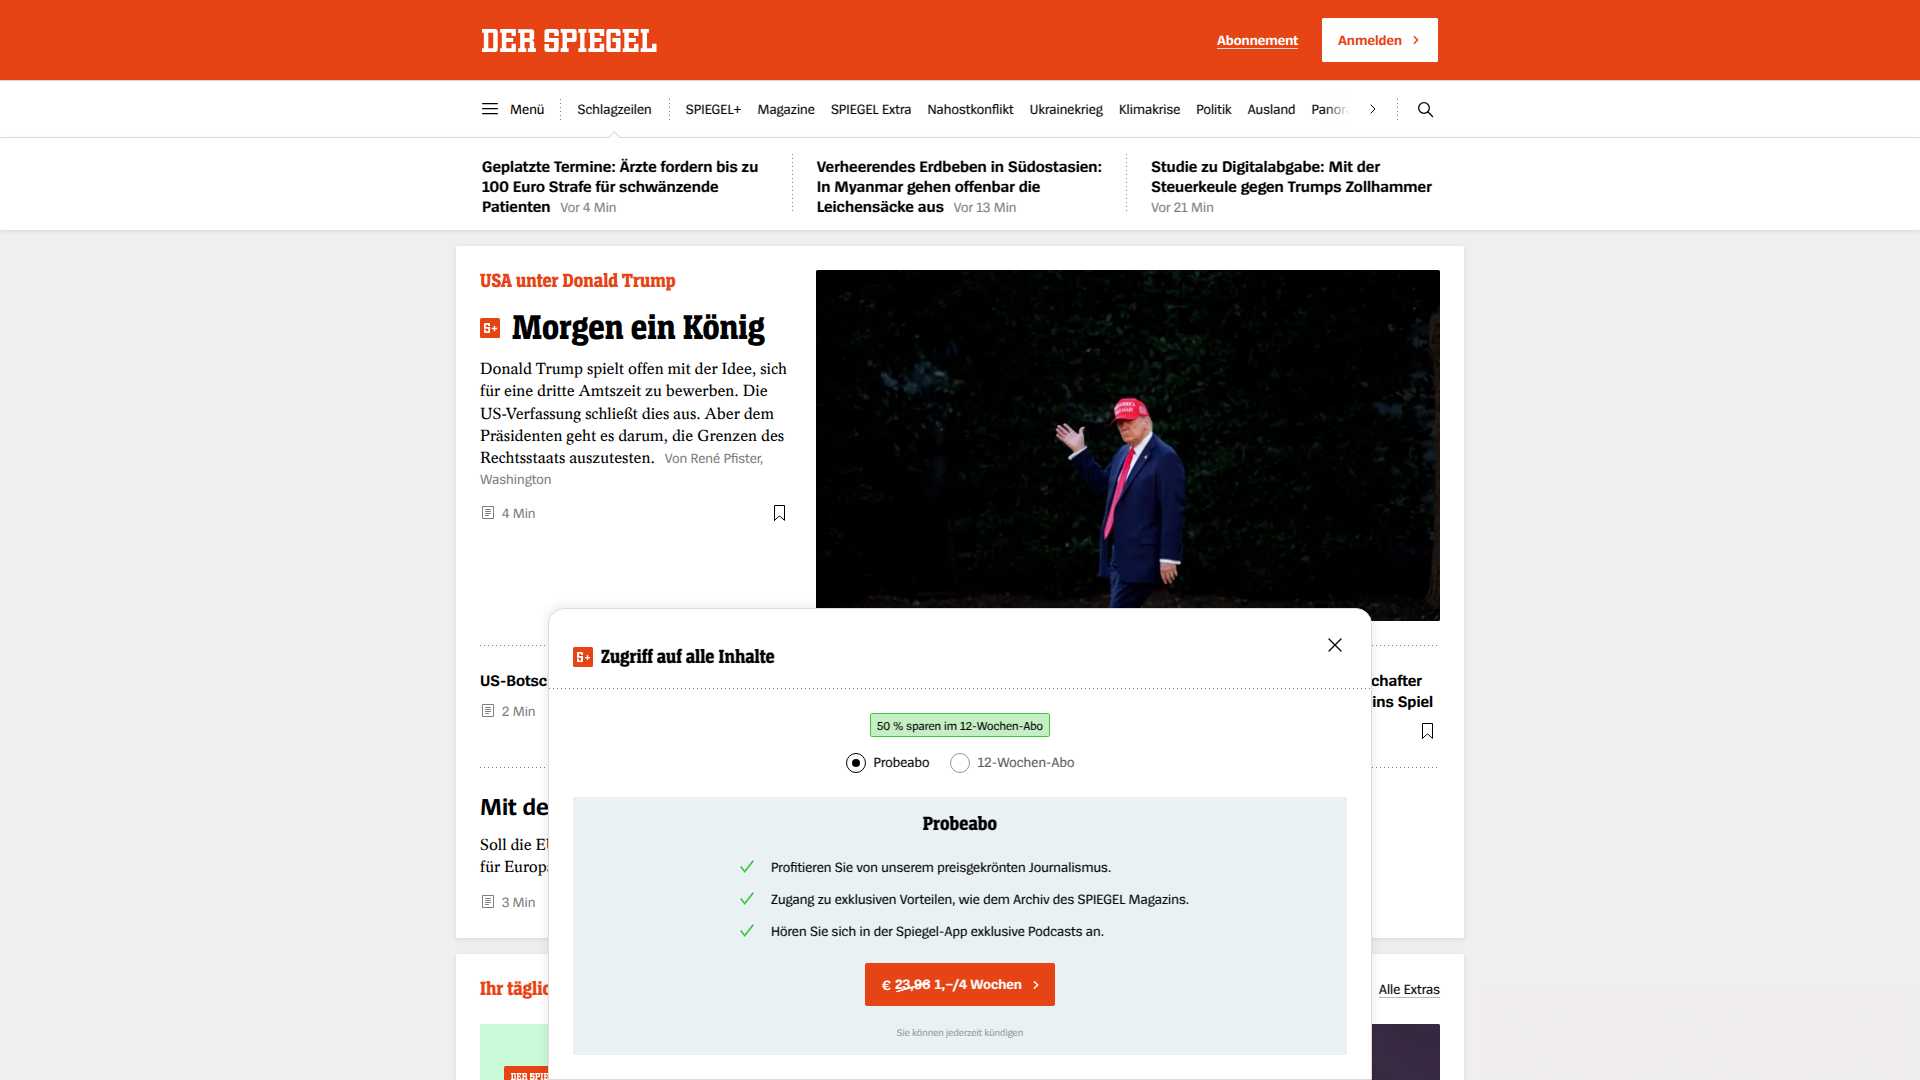 DER SPIEGEL
Abonnement
Anmelden
Menü
Schlagzeilen
SPIEGEL+
Magazine
SPIEGEL Extra
Nahostkonflikt
Ukrainekrieg
Klimakrise
Politik
Ausland
Panor
Geplatzte Termine: Ärzte fordern bis zu
100 Euro Strafe für schwänzende
Patienten Vor 4 Min
Verheerendes Erdbeben in Südostasien:
In Myanmar gehen offenbar die
Leichensäcke aus Vor 13 Min
Studie zu Digitalabgabe: Mit der
Steuerkeule gegen Trumps Zollhammer
Vor 21 Min
USA unter Donald Trump
Morgen ein König
Donald Trump spielt offen mit der Idee, sich
für eine dritte Amtszeit zu bewerben. Die
US-Verfassung schließt dies aus. Aber dem
Präsidenten geht es darum, die Grenzen des
Rechtsstaats auszutesten. Von René Pfister,
Washington
4 Min
US-Botsc
2 Min
chafter
ins Spiel
Mit de
Soll die E
für Europ
3 Min
Zugriff auf alle Inhalte
50 % sparen im 12-Wochen-Abo
Probeabo
12-Wochen-Abo
Probeabo
Profitieren Sie von unserem preisgekrönten Journalismus.
Zugang zu exklusiven Vorteilen, wie dem Archiv des SPIEGEL Magazins.
Hören Sie sich in der Spiegel-App exklusive Podcasts an.
€ 23,96 1,–/4 Wochen
Sie können jederzeit kündigen
Ihr täglic
Alle Extras
DER SPIE